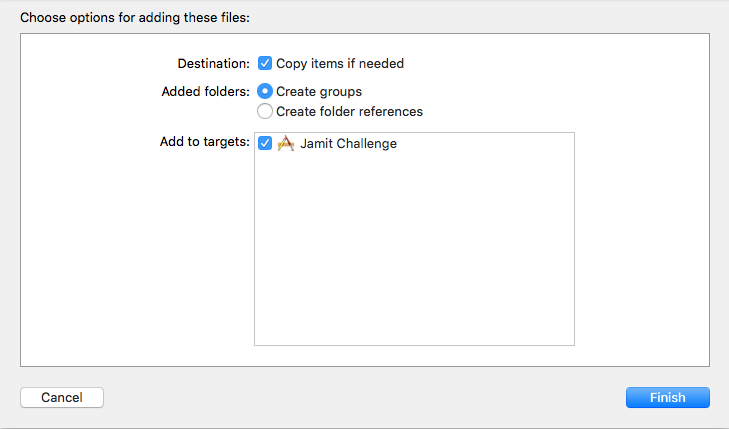 Choose options for adding these files:
Destination: Copy items if needed
Added folders: Create groups
Create folder references
Add to targets: Jamit Challenge
Cancel Finish